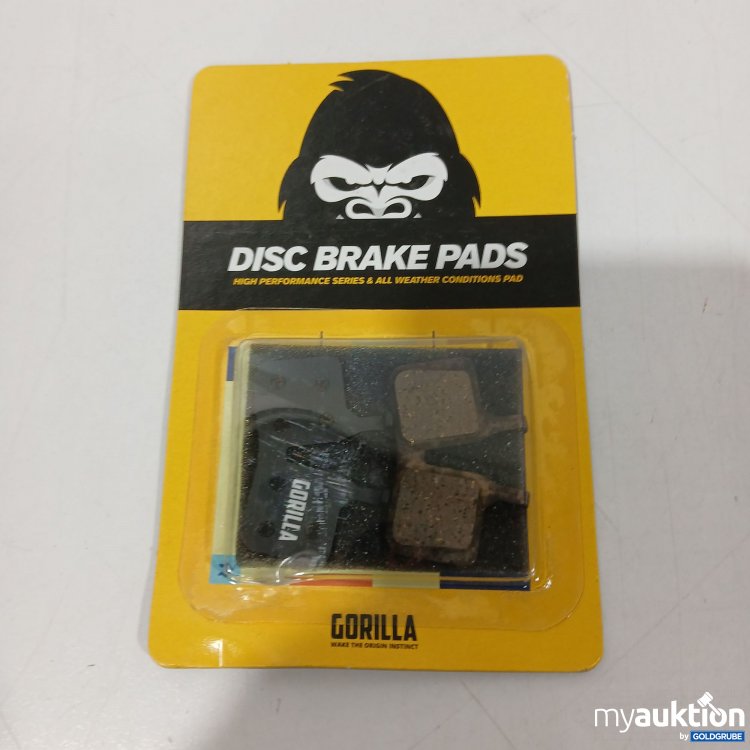 DISC BRAKE PADS
HIGH PERFORMANCE SERIES & ALL WEATHER CONDITIONS PAD
GORILLA
GORILLA
WAKE THE ORIGIN INSTINCT
myauktion
by GOLDGRUBE